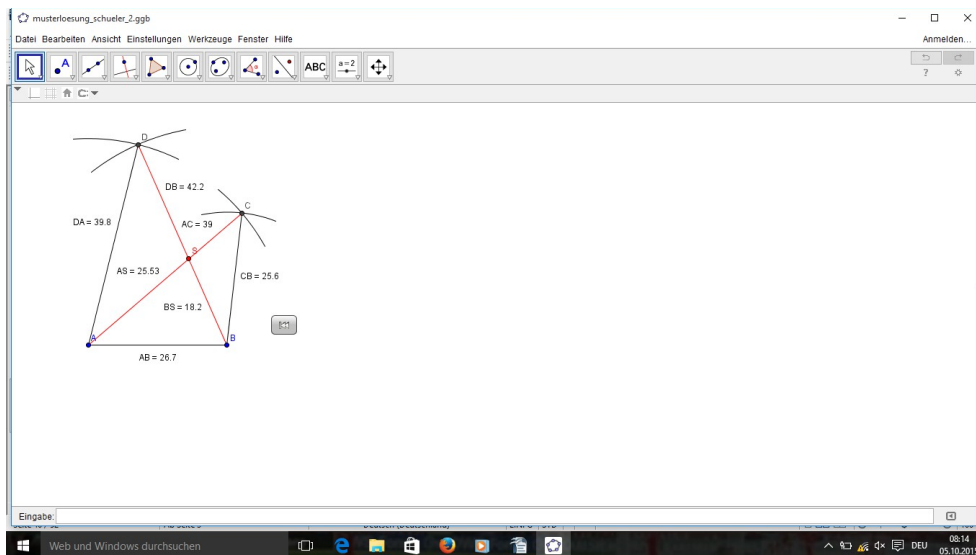 musterloesung_schueler_2.ggb
Datei Bearbeiten Ansicht Einstellungen Werkzeuge Fenster Hilfe
Anmelden...
A
ABC
a=2
?
D
DB = 42.2
C
DA = 39.8
AC = 39
S
AS = 25.53
CB = 25.6
BS = 18.2
A
B
AB = 26.7
Eingabe:
Web und Windows durchsuchen
DEU
08:14